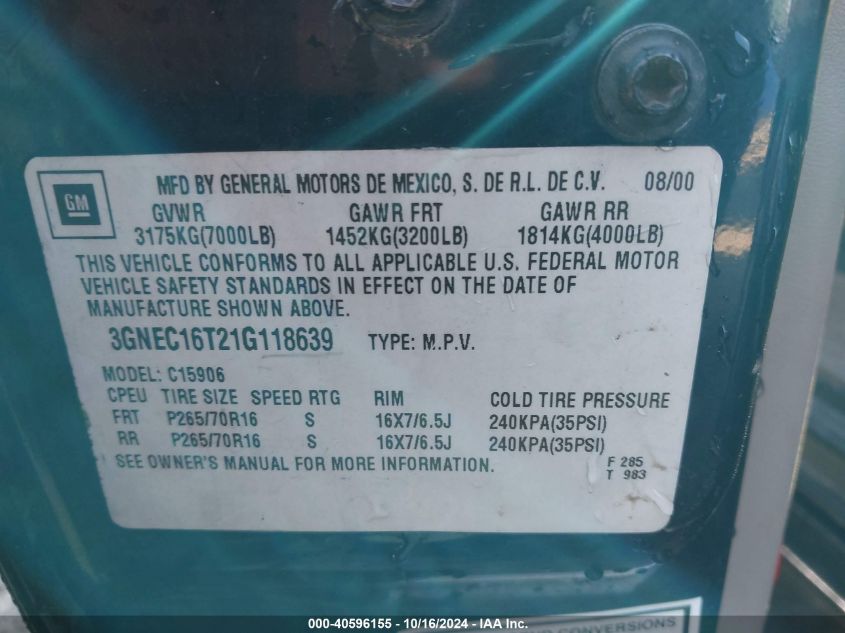 GM
MFD BY GENERAL MOTORS DE MEXICO, S. DE R.L. DE C.V. 08/00
GVWR GAWR FRT GAWR RR
3175KG(7000LB) 1452KG(3200LB) 1814KG(4000LB)
THIS VEHICLE CONFORMS TO ALL APPLICABLE U.S. FEDERAL MOTOR
VEHICLE SAFETY STANDARDS IN EFFECT ON THE DATE OF
MANUFACTURE SHOWN ABOVE.
3GNEC16T21G118639 TYPE: M.P.V.
MODEL: C15906
CPEU TIRE SIZE SPEED RTG RIM COLD TIRE PRESSURE
FRT P265/70R16 S 16X7/6.5J 240KPA(35PSI)
RR P265/70R16 S 16X7/6.5J 240KPA(35PSI)
SEE OWNER'S MANUAL FOR MORE INFORMATION.
F 285
T 983
CONVERSIONS
000-40596155 - 10/16/2024 - IAA Inc.